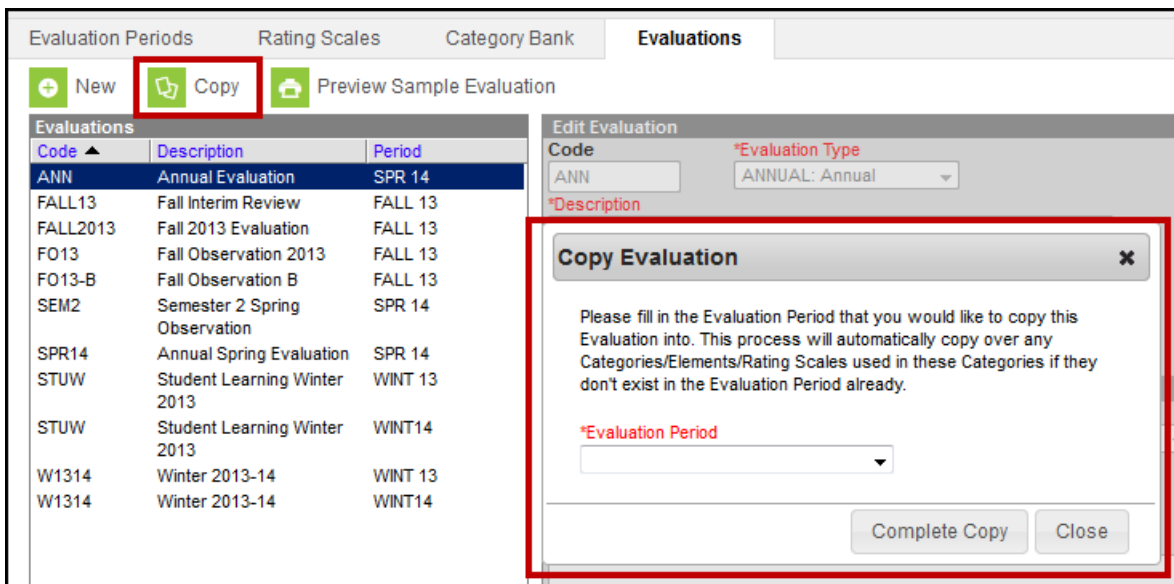 Evaluation Periods Rating Scales Category Bank Evaluations
New Copy Preview Sample Evaluation
Evaluations
Code Description Period
ANN Annual Evaluation SPR 14
FALL13 Fall Interim Review FALL 13
FALL2013 Fall 2013 Evaluation FALL 13
FO13 Fall Observation 2013 FALL 13
FO13-B Fall Observation B FALL 13
SEM2 Semester 2 Spring SPR 14
Observation
SPR14 Annual Spring Evaluation SPR 14
STUW Student Learning Winter WINT 13
2013
STUW Student Learning Winter WINT14
2013
W1314 Winter 2013-14 WINT 13
W1314 Winter 2013-14 WINT14
Edit Evaluation
Code *Evaluation Type
ANN ANNUAL: Annual
*Description
Copy Evaluation
Please fill in the Evaluation Period that you would like to copy this
Evaluation into. This process will automatically copy over any
Categories/Elements/Rating Scales used in these Categories if they
don't exist in the Evaluation Period already.
*Evaluation Period
Complete Copy Close